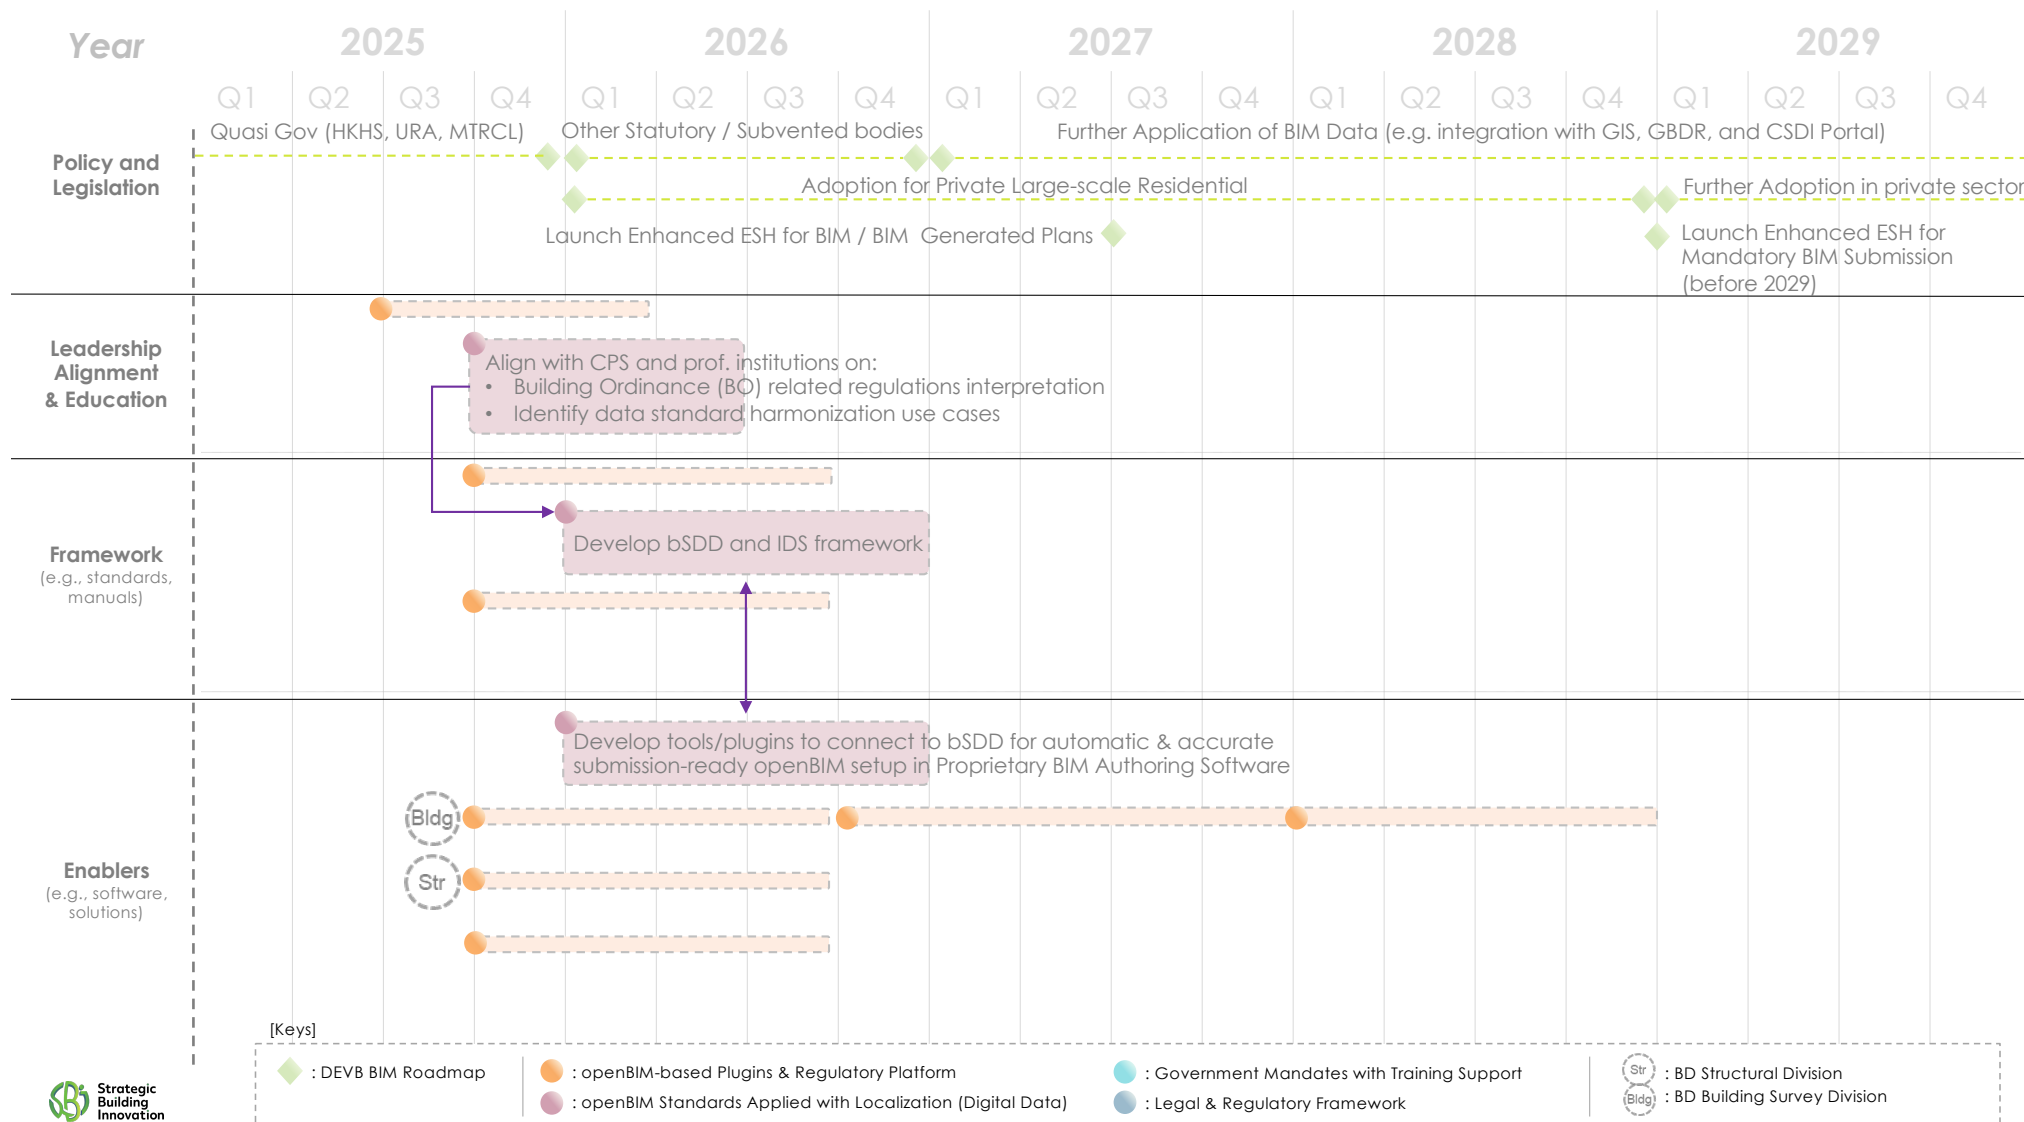 Year
2025
2026
2027
2028
2029
Q1 Q2 Q3 Q4 Q1 Q2 Q3 Q4 Q1 Q2 Q3 Q4 Q1 Q2 Q3 Q4 Q1 Q2 Q3 Q4
Policy and
Legislation
Quasi Gov (HKHS, URA, MTRCL)
Other Statutory / Subvented bodies
Further Application of BIM Data (e.g. integration with GIS, GBDR, and CSDI Portal)
Adoption for Private Large-scale Residential
Further Adoption in private sector
Launch Enhanced ESH for BIM / BIM Generated Plans
Launch Enhanced ESH for
Mandatory BIM Submission
(before 2029)
Leadership
Alignment
& Education
Align with CPS and prof. institutions on:
• Building Ordinance (BO) related regulations interpretation
• Identify data standard harmonization use cases
Framework
(e.g., standards,
manuals)
Develop bSDD and IDS framework
Enablers
(e.g., software,
solutions)
Develop tools/plugins to connect to bSDD for automatic & accurate
submission-ready openBIM setup in Proprietary BIM Authoring Software
Bldg
Str
[Keys]
: DEVB BIM Roadmap
: openBIM-based Plugins & Regulatory Platform
: openBIM Standards Applied with Localization (Digital Data)
: Government Mandates with Training Support
: Legal & Regulatory Framework
Str : BD Structural Division
Bldg : BD Building Survey Division
SBi
Strategic
Building
Innovation